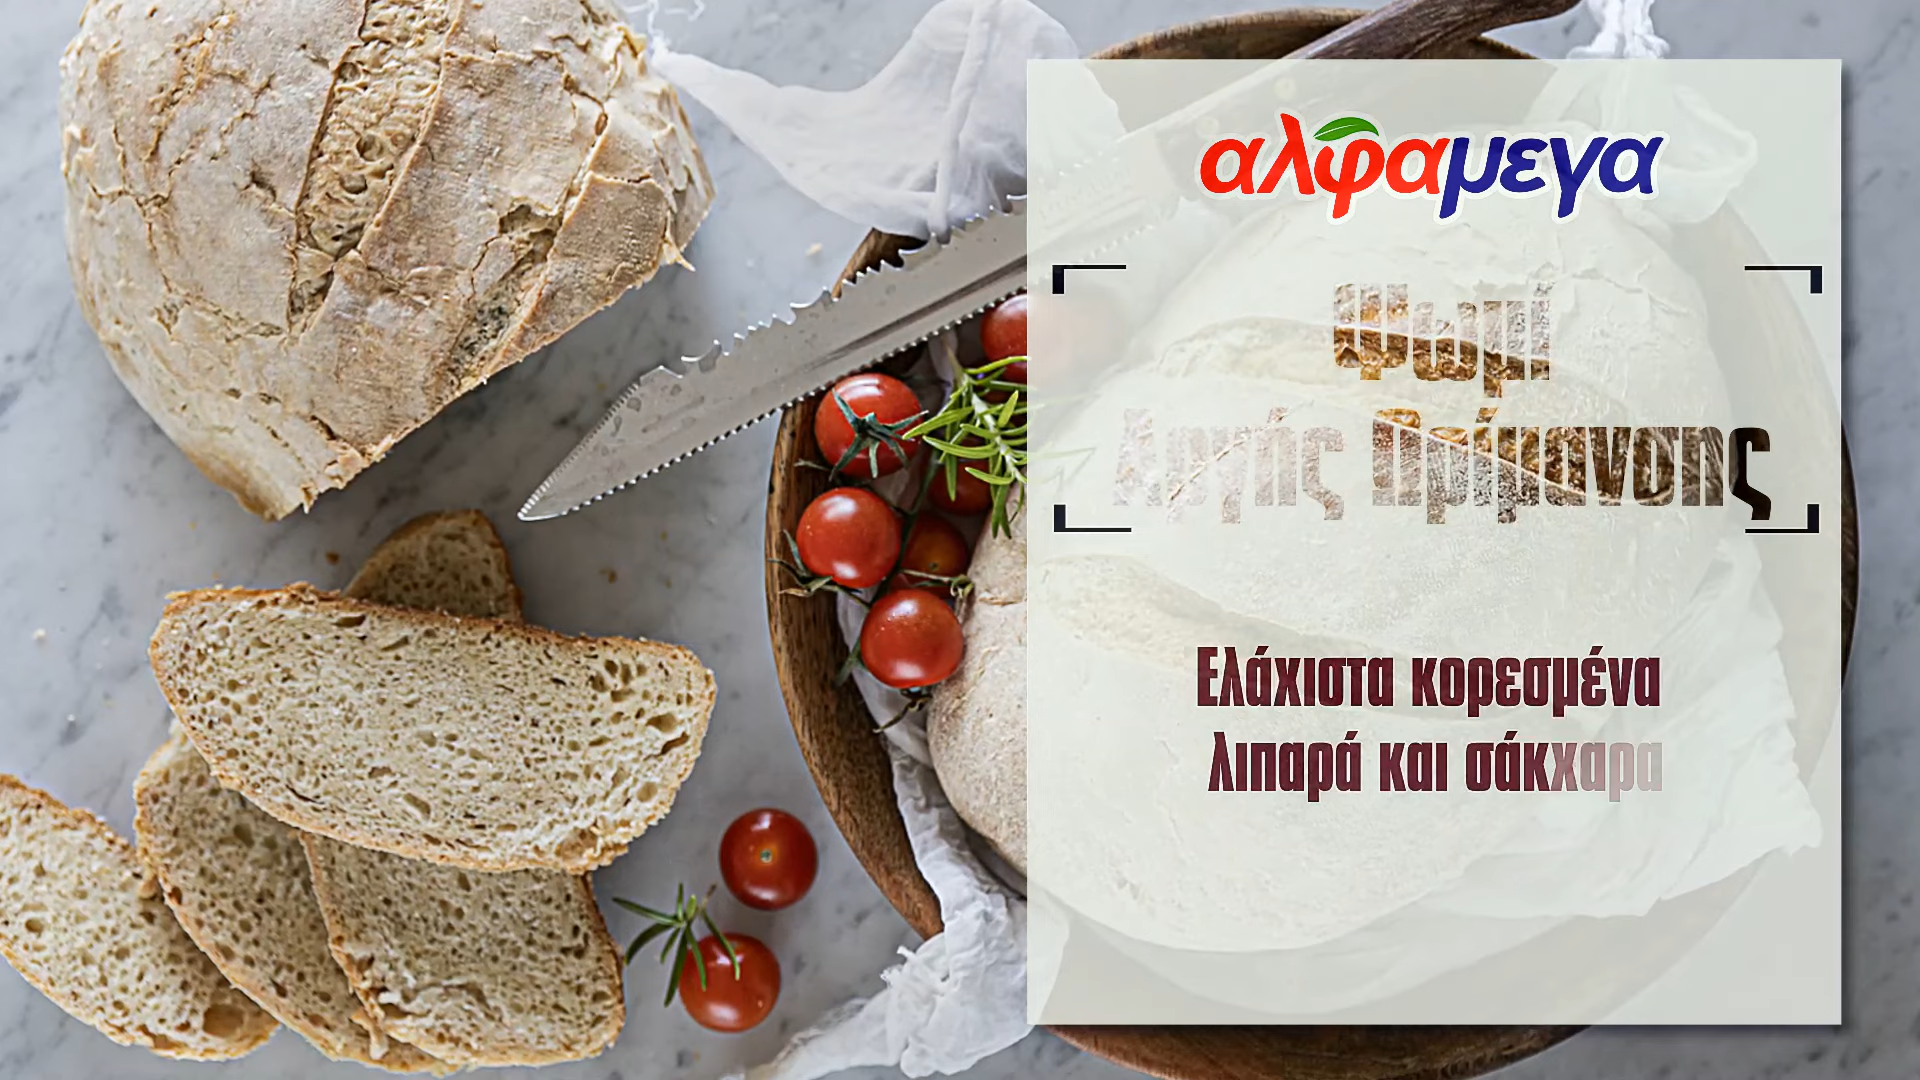 αλφαμεγα
Ψωμί
Αργής Ωρίμανσης
Ελάχιστα κορεσμένα
λιπαρά και σάκχαρα